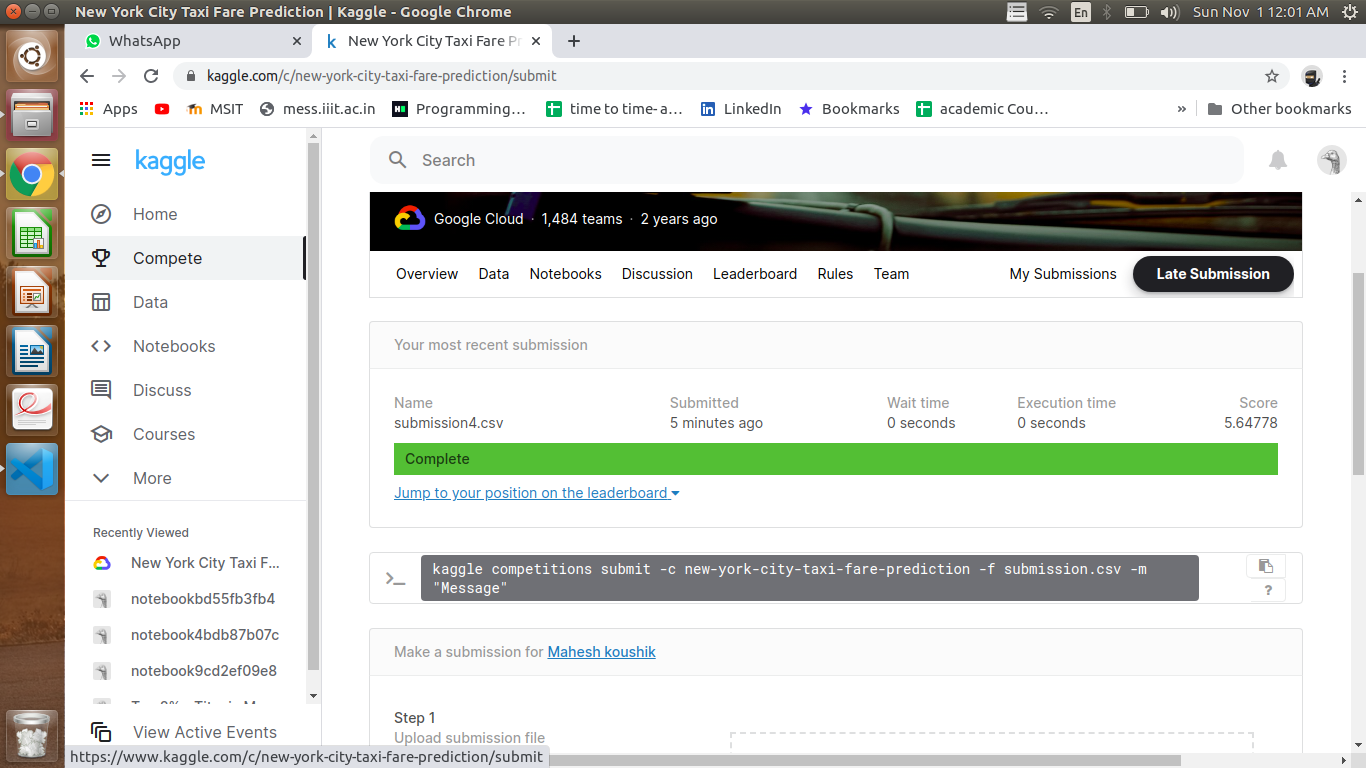 New York City Taxi Fare Prediction | Kaggle - Google Chrome
En
Sun Nov 1 12:01 AM
WhatsApp
New York City Taxi Fare Pr
kaggle.com/c/new-york-city-taxi-fare-prediction/submit
Apps
MSIT
mess.iiit.ac.in
Programming...
time to time- a...
LinkedIn
Bookmarks
academic Cou...
»
Other bookmarks
kaggle
Search
Home
Compete
Data
Notebooks
Discuss
Courses
More
Recently Viewed
New York City Taxi F...
notebookbd55fb3fb4
notebook4bdb87b07c
notebook9cd2ef09e8
View Active Events
https://www.kaggle.com/c/new-york-city-taxi-fare-prediction/submit
Google Cloud · 1,484 teams · 2 years ago
Overview Data Notebooks Discussion Leaderboard Rules Team My Submissions Late Submission
Your most recent submission
Name Submitted Wait time Execution time Score
submission4.csv 5 minutes ago 0 seconds 0 seconds 5.64778
Complete
Jump to your position on the leaderboard
kaggle competitions submit -c new-york-city-taxi-fare-prediction -f submission.csv -m
"Message"
?
Make a submission for Mahesh koushik
Step 1
Upload submission file